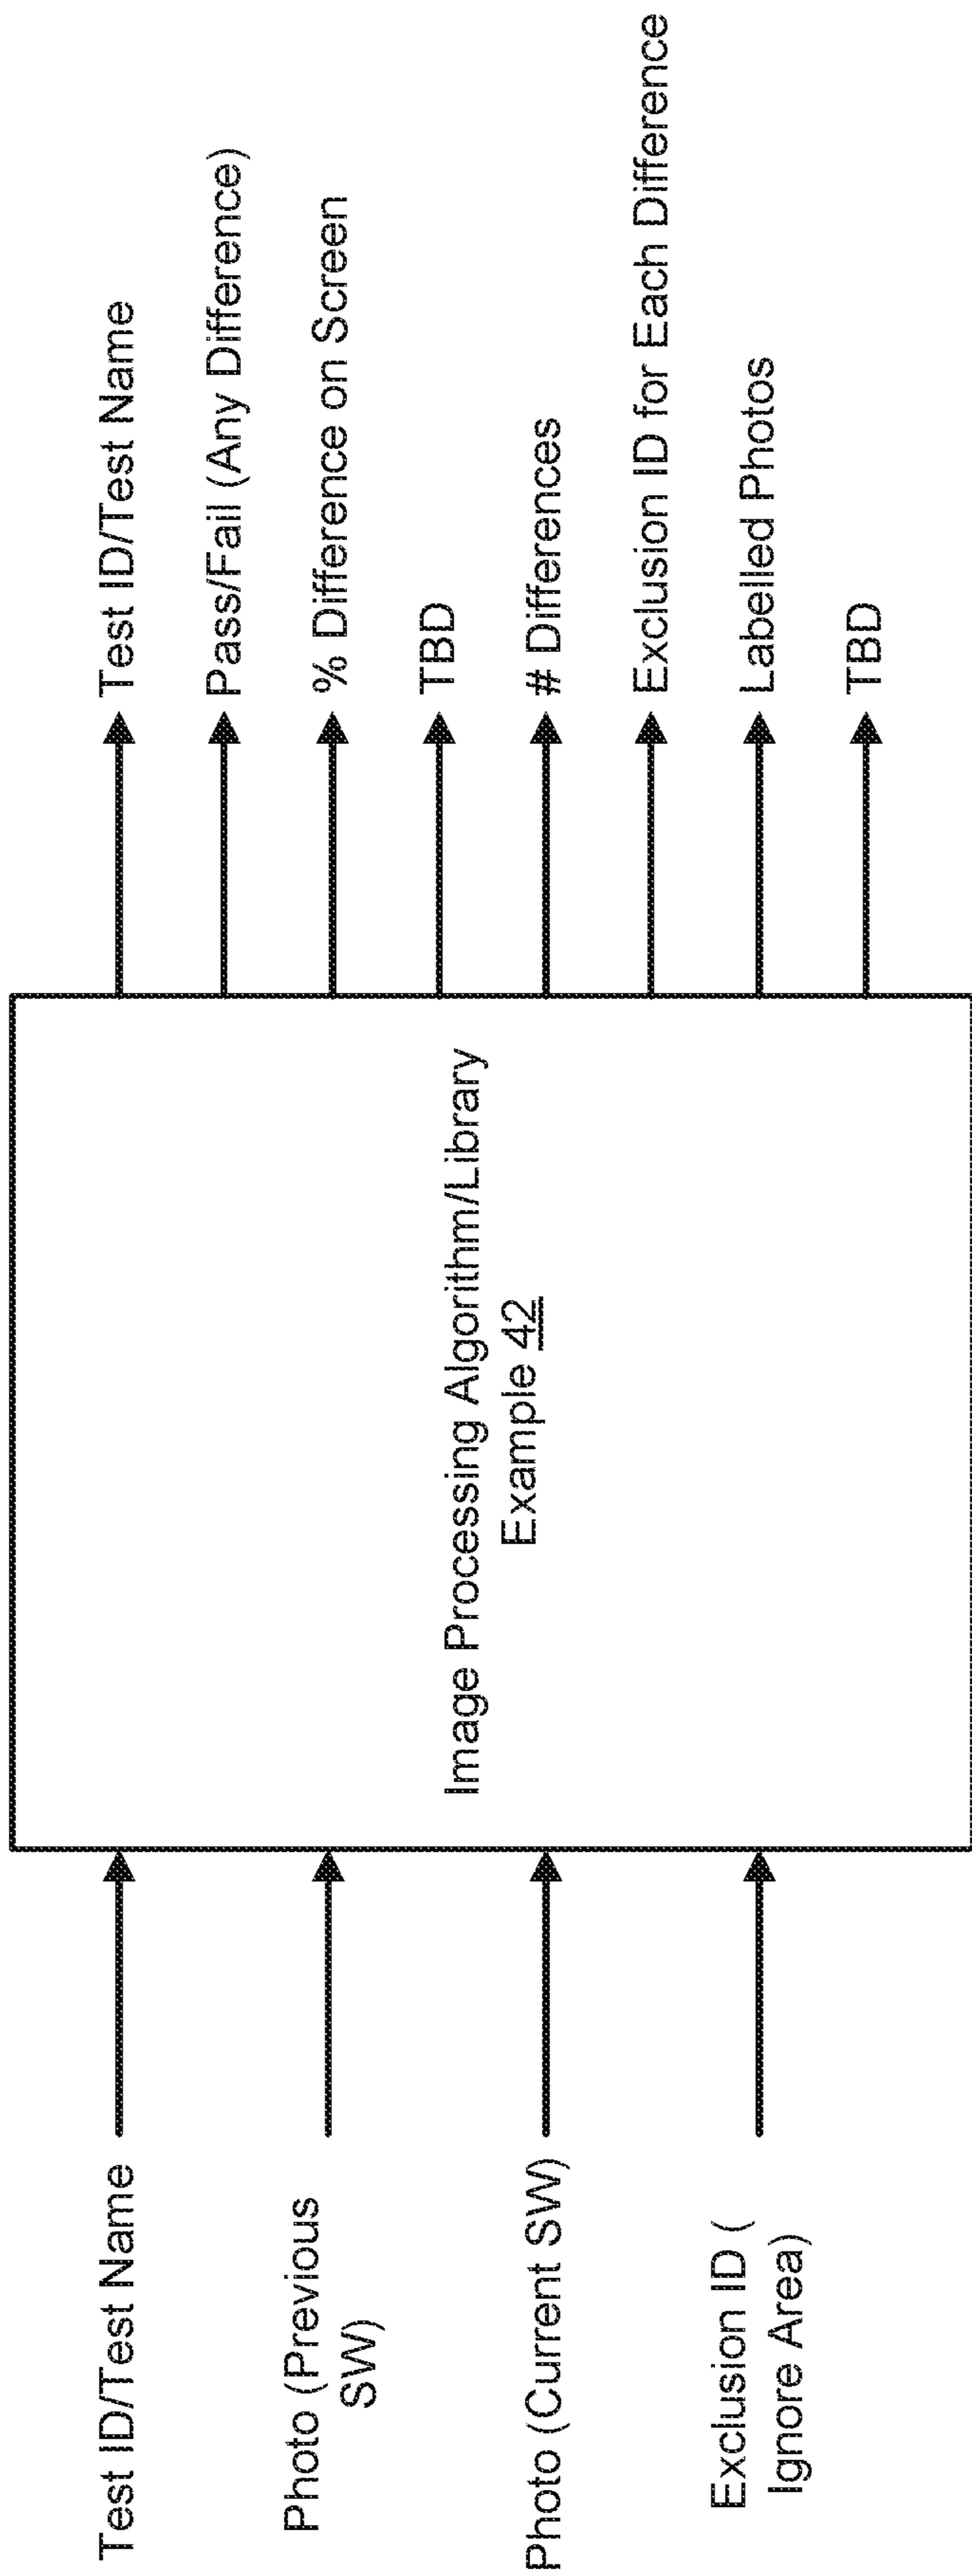 Test ID/Test Name
Photo (Previous
SW)
Photo (Current SW)
Exclusion ID (
Ignore Area)
Image Processing Algorithm/Library
Example 42
Test ID/Test Name
Pass/Fail (Any Difference)
% Difference on Screen
TBD
# Differences
Exclusion ID for Each Difference
Labelled Photos
TBD